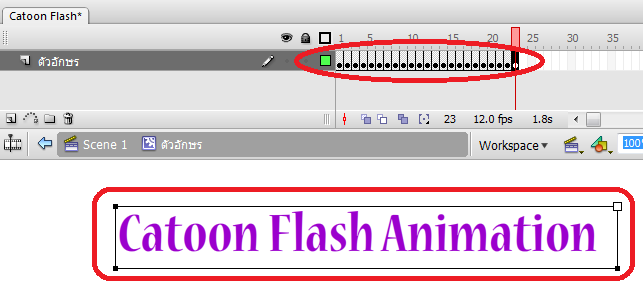 Catoon Flash*
1 5 10 15 20 25 30 35
ตัวอักษร
23 12.0 fps 1.8s
Scene 1 ตัวอักษร Workspace 100%
Catoon Flash Animation